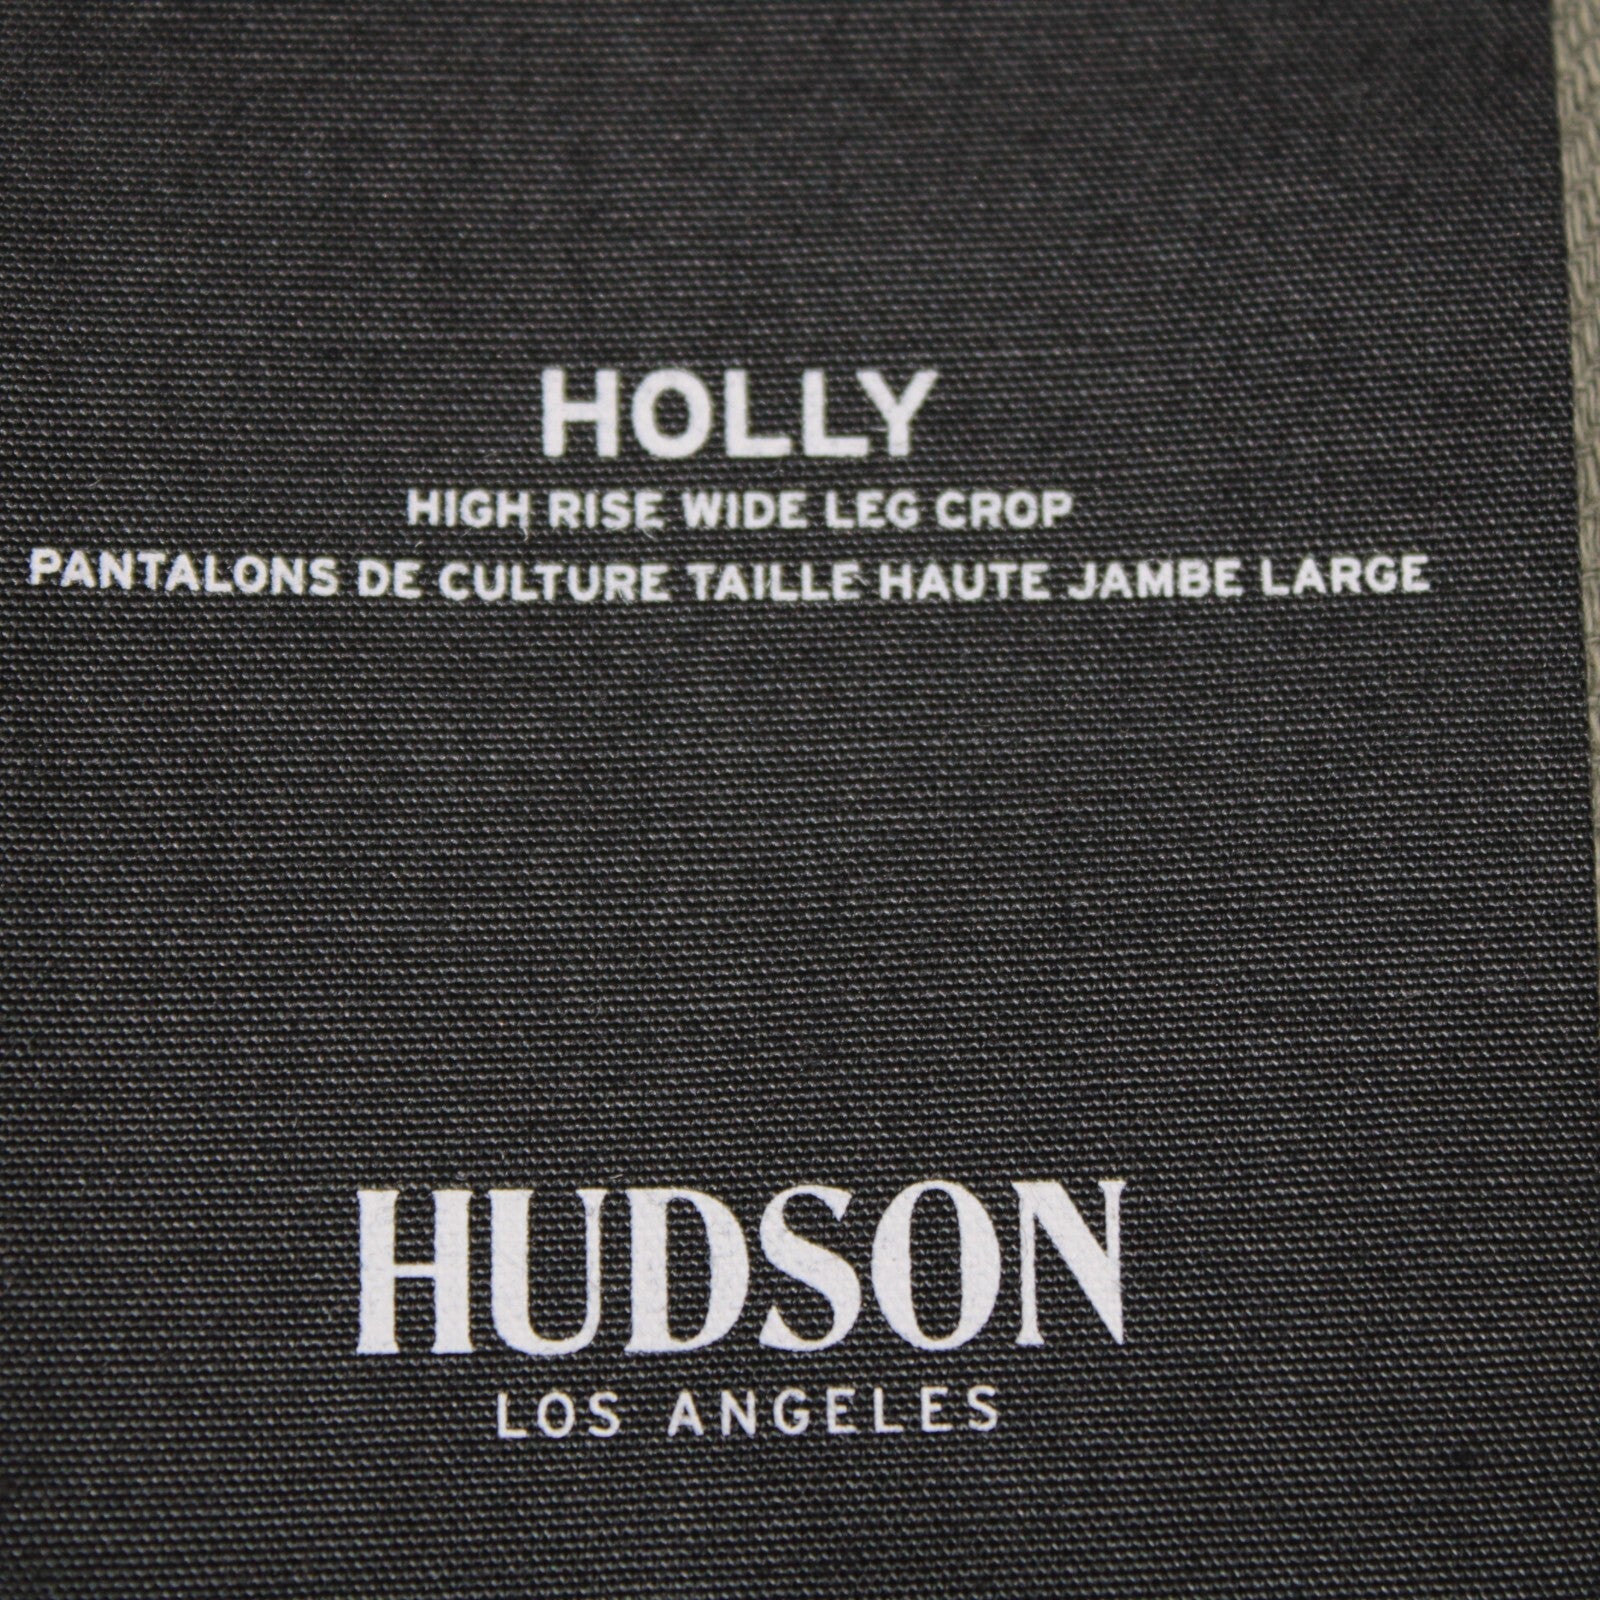 HOLLY
HIGH RISE WIDE LEG CROP
PANTALONS DE CULTURE TAILLE HAUTE JAMBE LARGE
HUDSON
LOS ANGELES